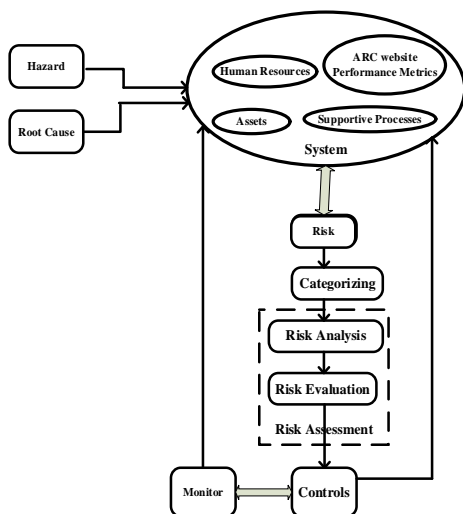 Hazard
Root Cause
Human Resources
ARC website
Performance Metrics
Assets
Supportive Processes
System
Risk
Categorizing
Risk Analysis
Risk Evaluation
Risk Assessment
Monitor
Controls